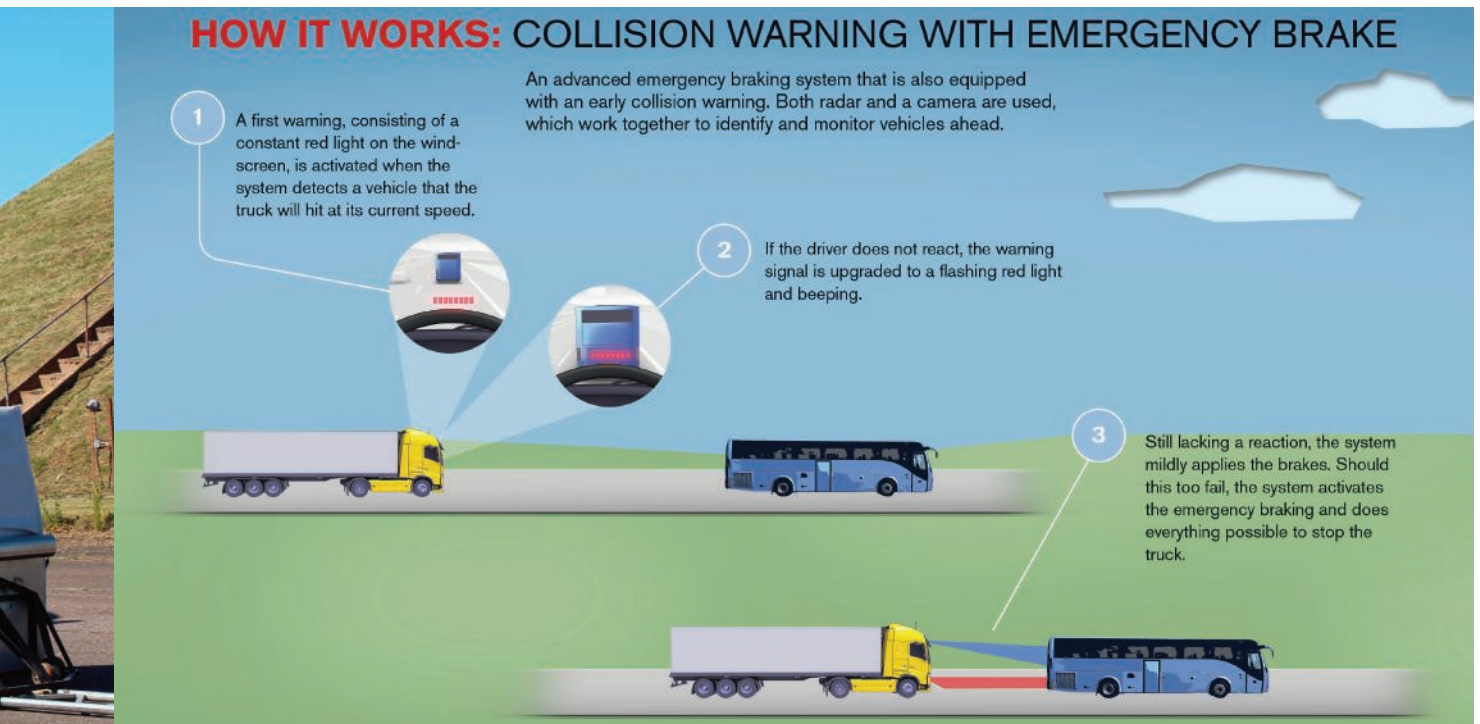 HOW IT WORKS: COLLISION WARNING WITH EMERGENCY BRAKE
An advanced emergency braking system that is also equipped
with an early collision warning. Both radar and a camera are used,
which work together to identify and monitor vehicles ahead.
1
A first warning, consisting of a
constant red light on the wind-
screen, is activated when the
system detects a vehicle that the
truck will hit at its current speed.
2
If the driver does not react, the warning
signal is upgraded to a flashing red light
and beeping.
3
Still lacking a reaction, the system
mildly applies the brakes. Should
this too fail, the system activates
the emergency braking and does
everything possible to stop the
truck.